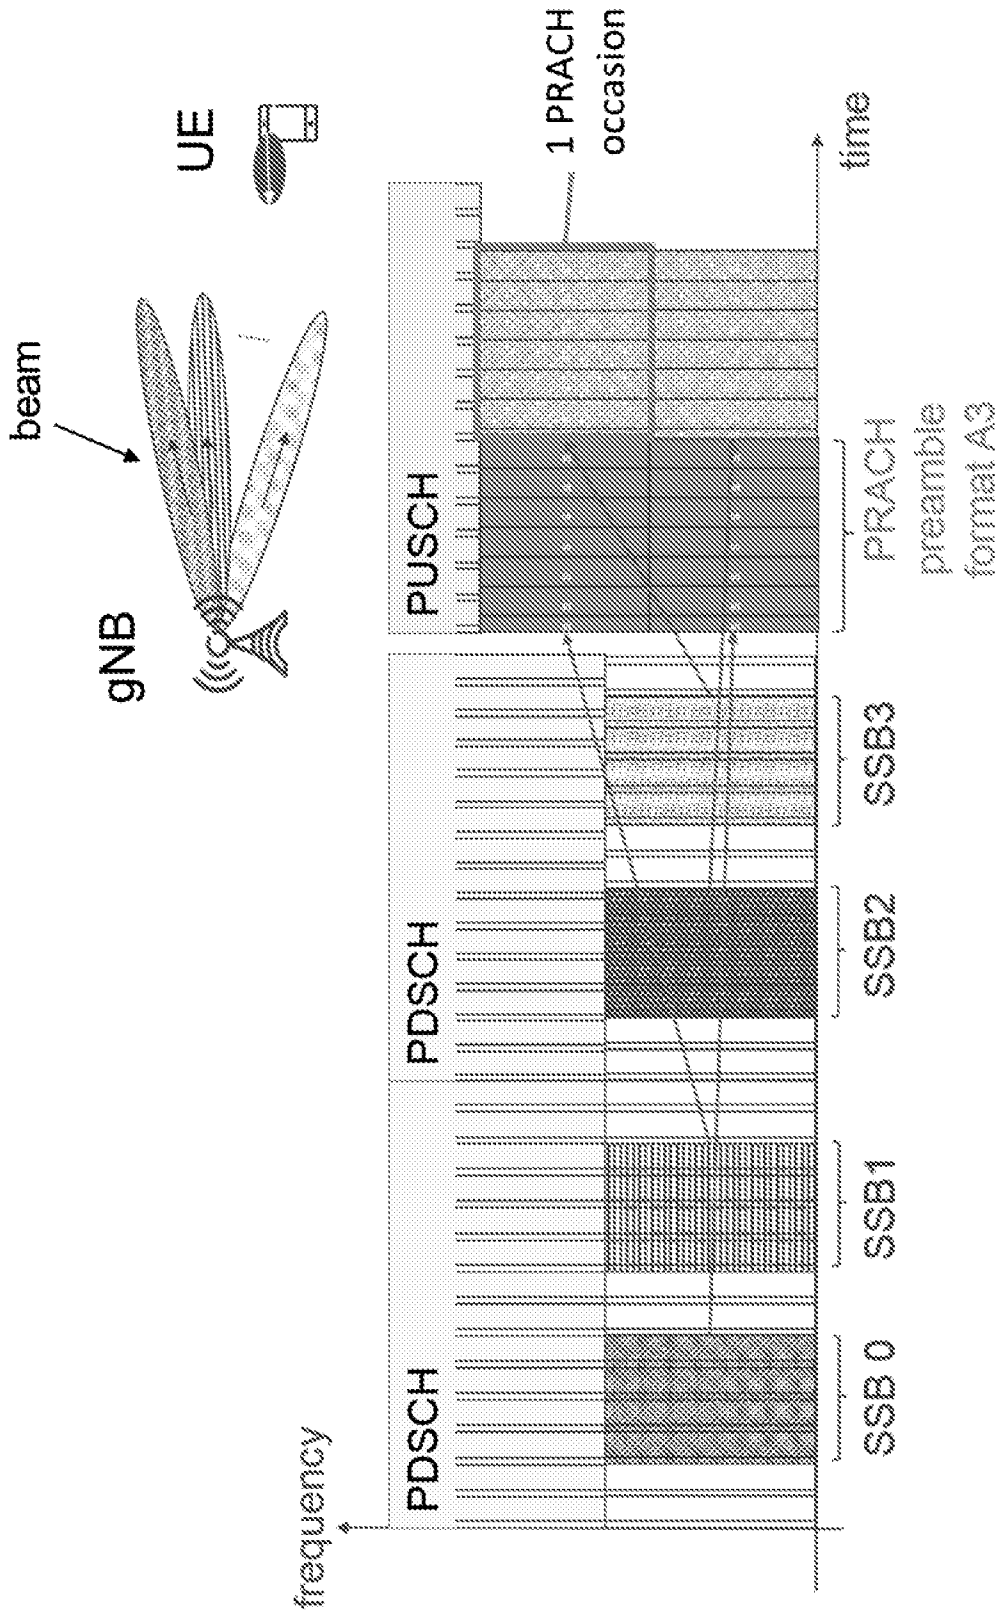 beam
gNB
UE
frequency
PDSCH
PDSCH
PUSCH
1 PRACH
occasion
time
SSB 0
SSB1
SSB2
SSB3
PRACH
preamble
format A3